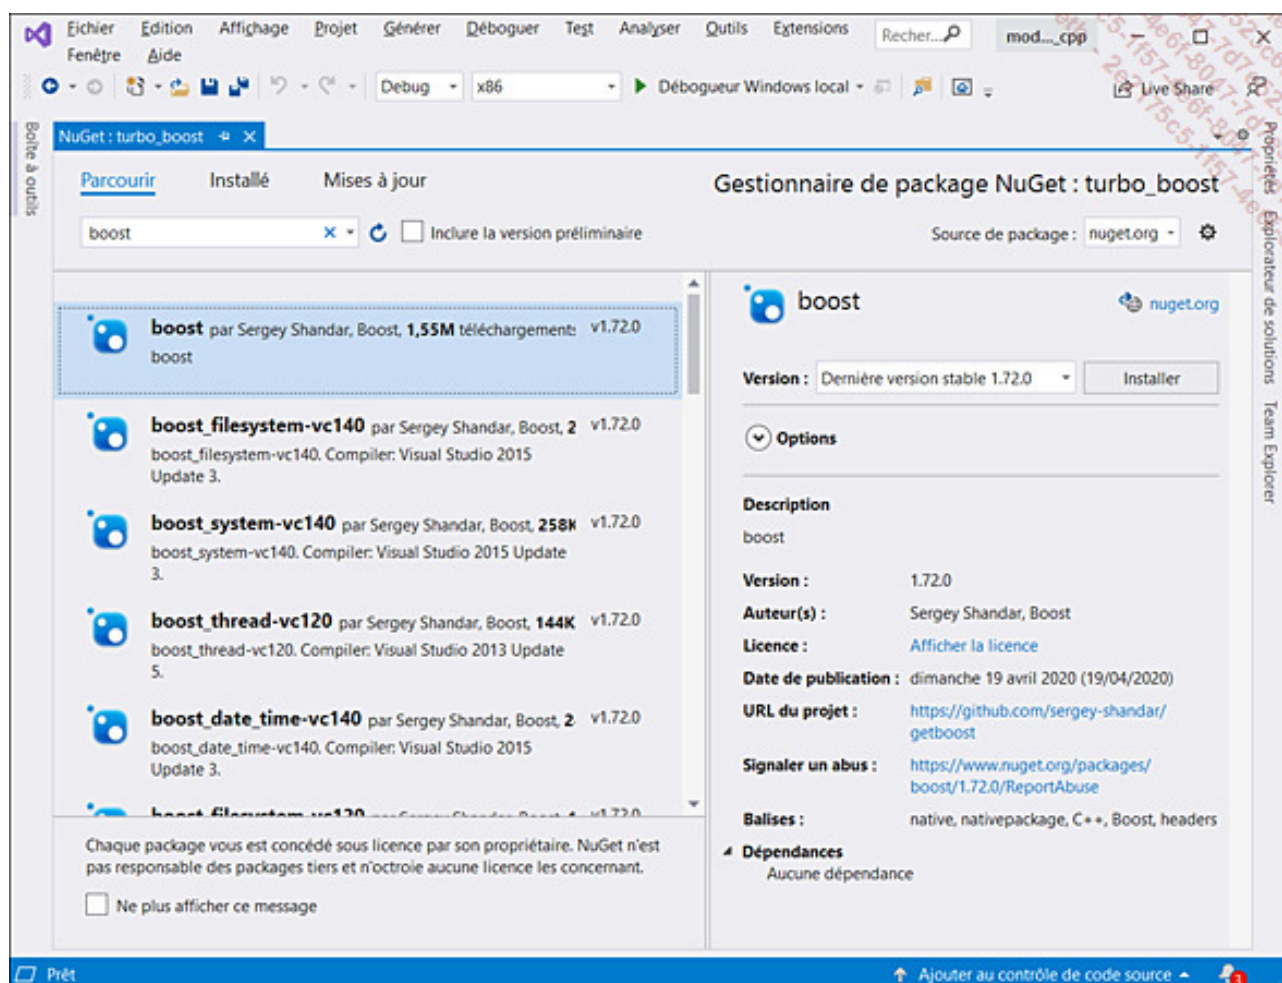 Fichier Edition Affichage Projet Générer Déboguer Test Analyser Outils Extensions
Recher... mod..._cpp
Fenêtre Aide
Debug x86 Débogueur Windows local Live Share
Boîte à outils
NuGet : turbo_boost
Propriétés Explorateur de solutions Team Explorer
Parcourir Installé Mises à jour
Gestionnaire de package NuGet : turbo_boost
boost
Inclure la version préliminaire
Source de package : nuget.org
boost par Sergey Shandar, Boost, 1,55M téléchargements v1.72.0
boost
boost_filesystem-vc140 par Sergey Shandar, Boost, 2 v1.72.0
boost_filesystem-vc140. Compiler: Visual Studio 2015
Update 3.
boost_system-vc140 par Sergey Shandar, Boost, 258K v1.72.0
boost_system-vc140. Compiler: Visual Studio 2015 Update
3.
boost_thread-vc120 par Sergey Shandar, Boost, 144K v1.72.0
boost_thread-vc120. Compiler: Visual Studio 2013 Update
5.
boost_date_time-vc140 par Sergey Shandar, Boost, 2 v1.72.0
boost_date_time-vc140. Compiler: Visual Studio 2015
Update 3.
boost_filesystem-vc120 par Sergey Shandar, Boost, v1.72.0
Chaque package vous est concédé sous licence par son propriétaire. NuGet n'est
pas responsable des packages tiers et n'octroie aucune licence les concernant.
Ne plus afficher ce message
boost
nuget.org
Version : Dernière version stable 1.72.0 Installer
Options
Description
boost
Version : 1.72.0
Auteur(s) : Sergey Shandar, Boost
Licence : Afficher la licence
Date de publication : dimanche 19 avril 2020 (19/04/2020)
URL du projet : https://github.com/sergey-shandar/
getboost
Signaler un abus : https://www.nuget.org/packages/
boost/1.72.0/ReportAbuse
Balises : native, nativepackage, C++, Boost, headers
Dépendances
Aucune dépendance
Prêt
Ajouter au contrôle de code source
3